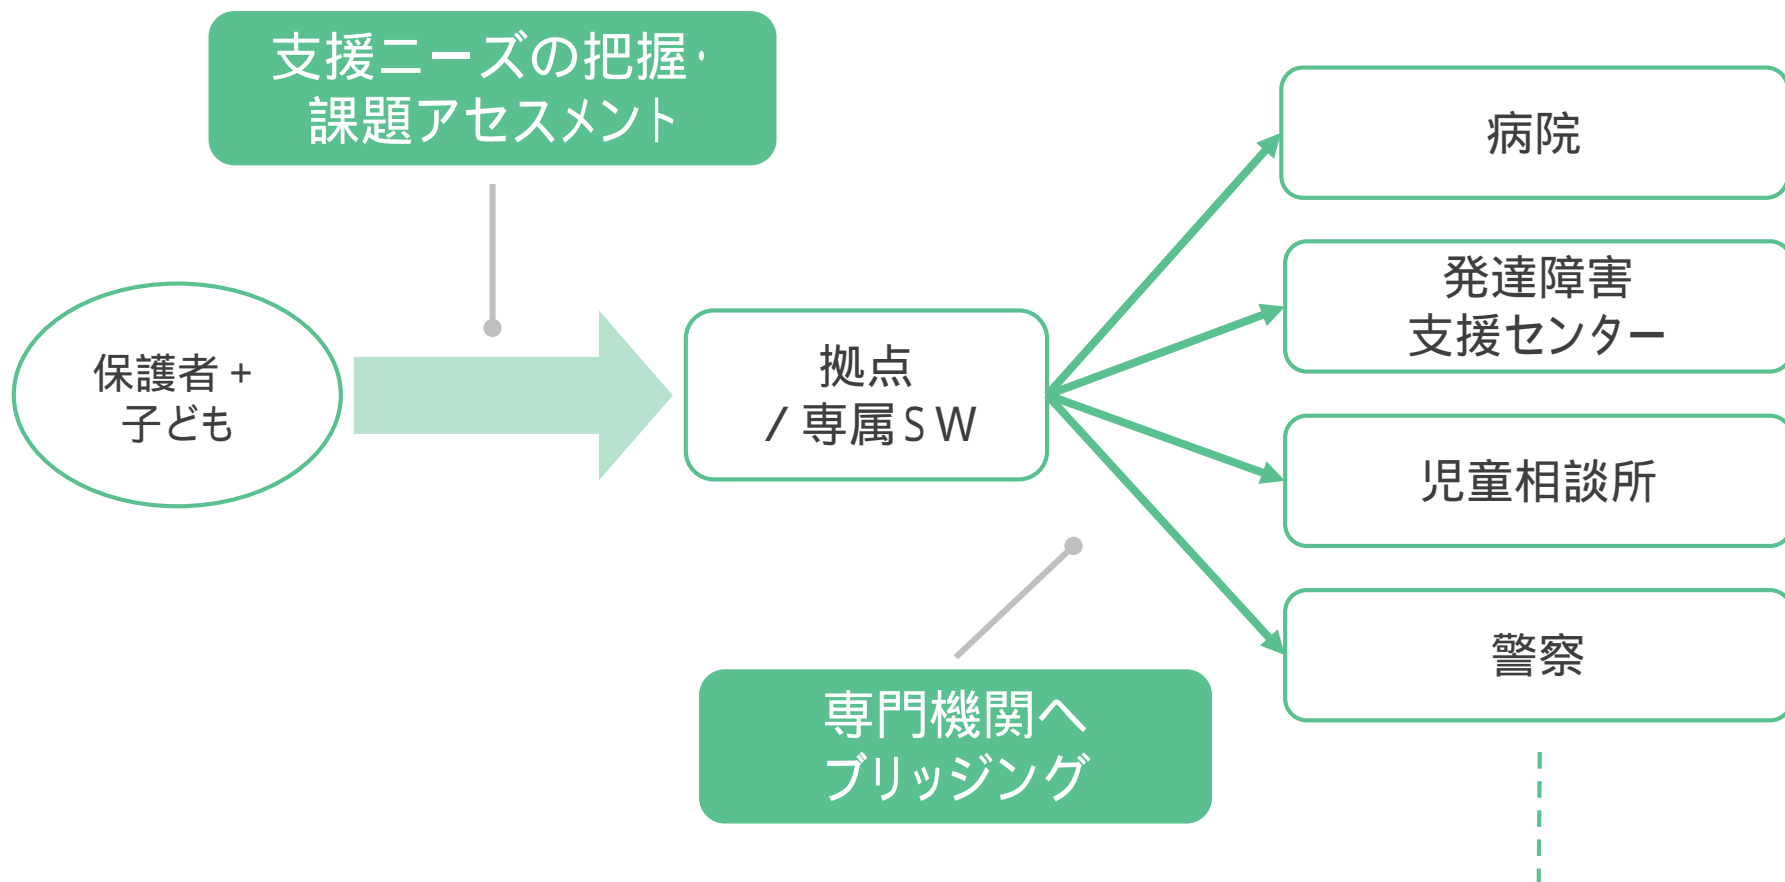 支援ニーズの把握・
課題アセスメント
保護者+
子ども
拠点
/専属SW
病院
発達障害
支援センター
児童相談所
警察
専門機関へ
ブリッジング